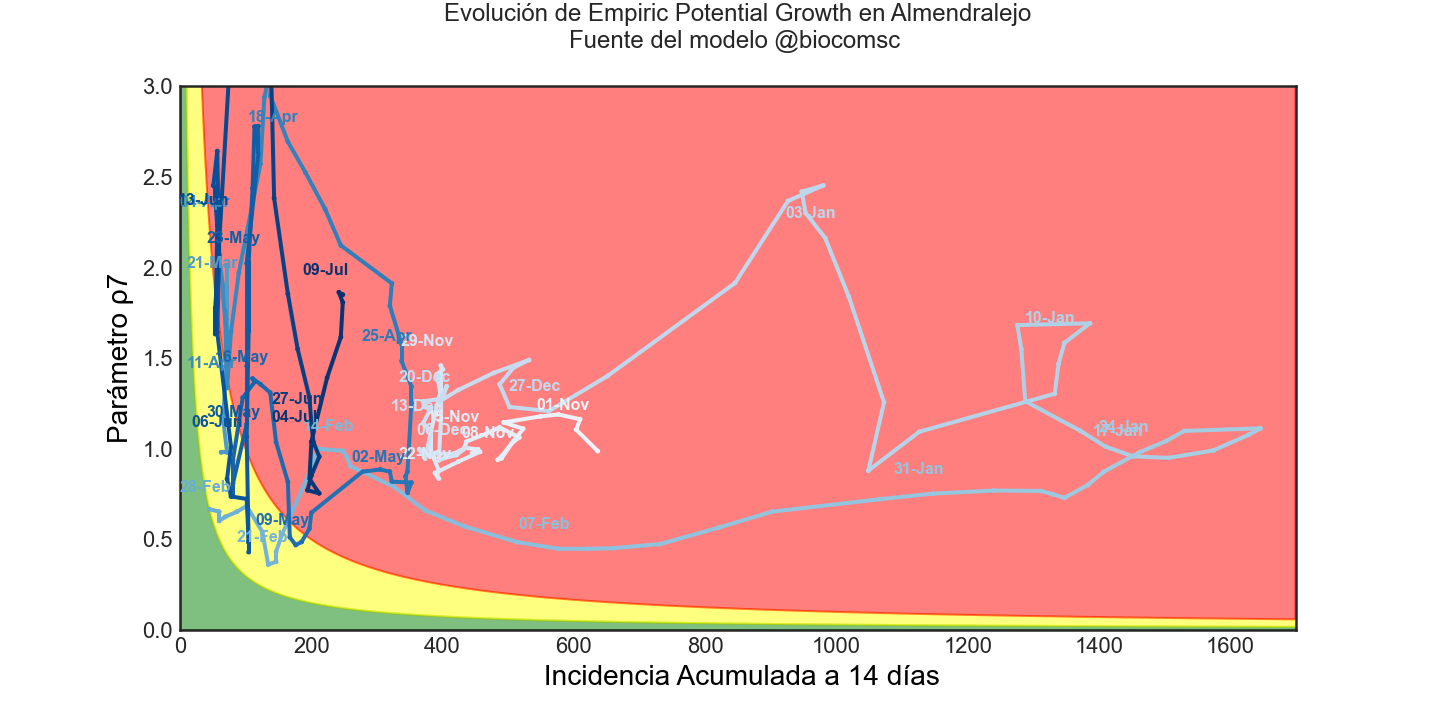 Evolución de Empiric Potential Growth en Almendralejo
Fuente del modelo @biocomsc
3.0
2.5
2.0
1.5
1.0
0.5
0.0
Parámetro ρ7
18-Apr
13-Jun
03-Jan
23-May
21-Mar
09-Jul
10-Jan
25-Apr
29-Nov
16-May
11-Apr
20-Dec
27-Dec
27-Jun
13-Dec
01-Nov
30-May
04-Jul
15-Nov
06-Jun
06-Dec
08-Nov
24-Jan
17-Jan
02-May
22-Nov
31-Jan
28-Feb
09-May
07-Feb
21-Feb
0 200 400 600 800 1000 1200 1400 1600
Incidencia Acumulada a 14 días